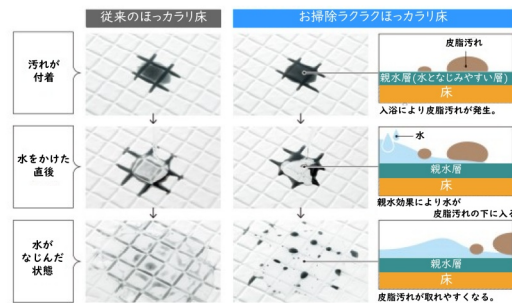 従来のほっカラリ床
お掃除ラクラクほっカラリ床
汚れが
付着
皮脂汚れ
親水層(水となじみやすい層)
床
入浴により皮脂汚れが発生。
水をかけた
直後
水
親水層
床
親水効果により水が
皮脂汚れの下に入る
水が
なじんだ
状態
親水層
床
皮脂汚れが取れやすくなる。